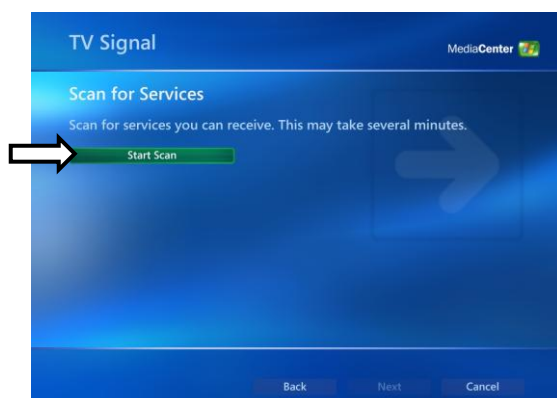 TV Signal
MediaCenter
Scan for Services
Scan for services you can receive. This may take several minutes.
Start Scan
Back Next Cancel